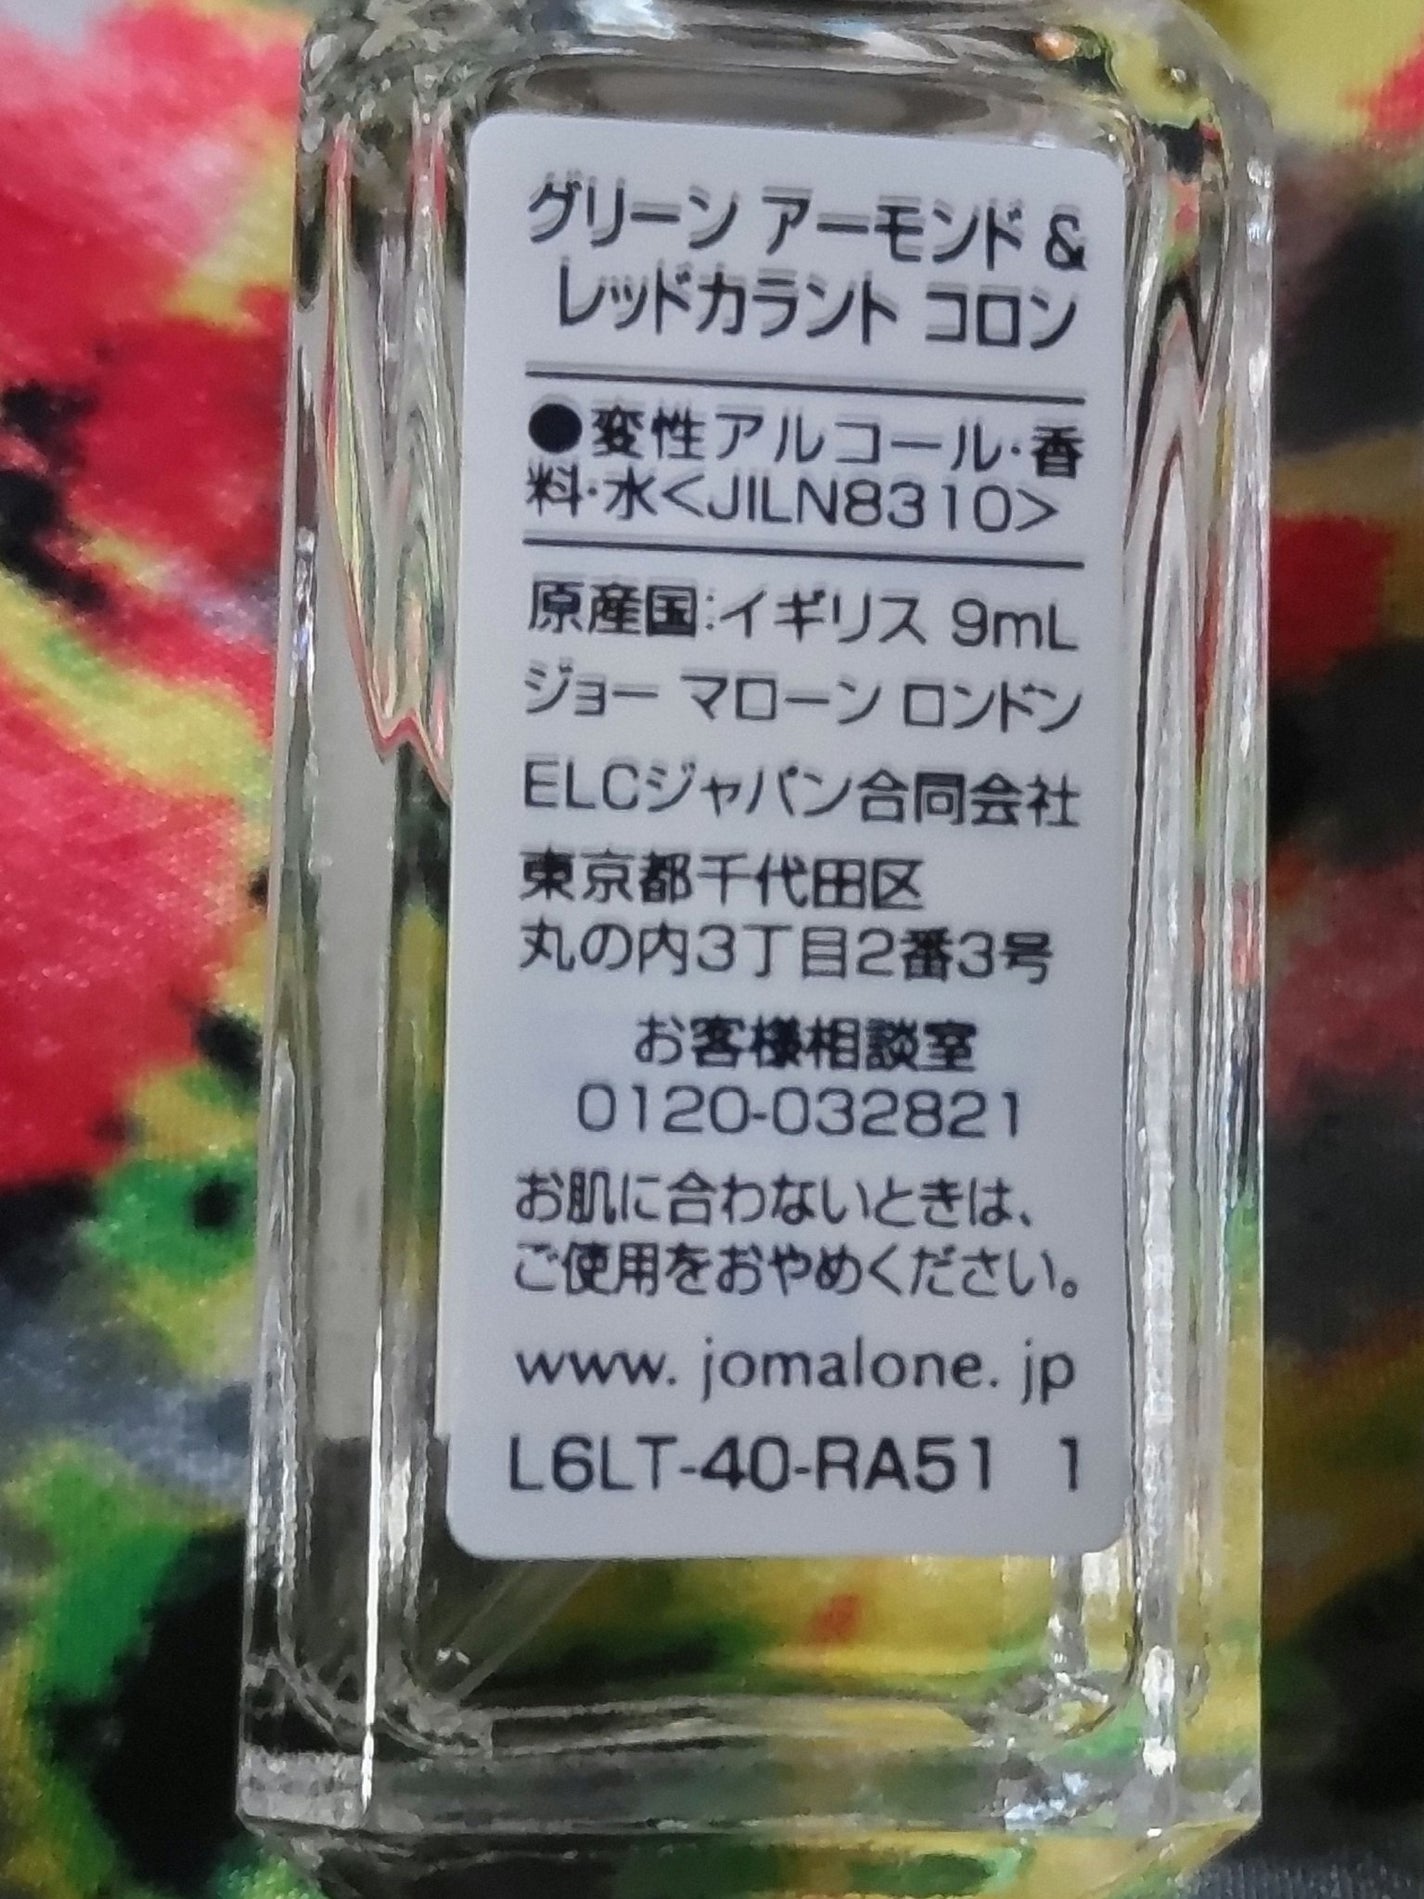 グリーン アーモンド &
レッドカラント コロン
●変性アルコール・香
料・水<JILN8310>
原産国:イギリス 9mL
ジョー マローン ロンドン
ELCジャパン合同会社
東京都千代田区
丸の内3丁目2番3号
お客様相談室
0120-032821
お肌に合わないときは、
ご使用をおやめください。
www.jomalone.jp
L6LT-40-RA51 1